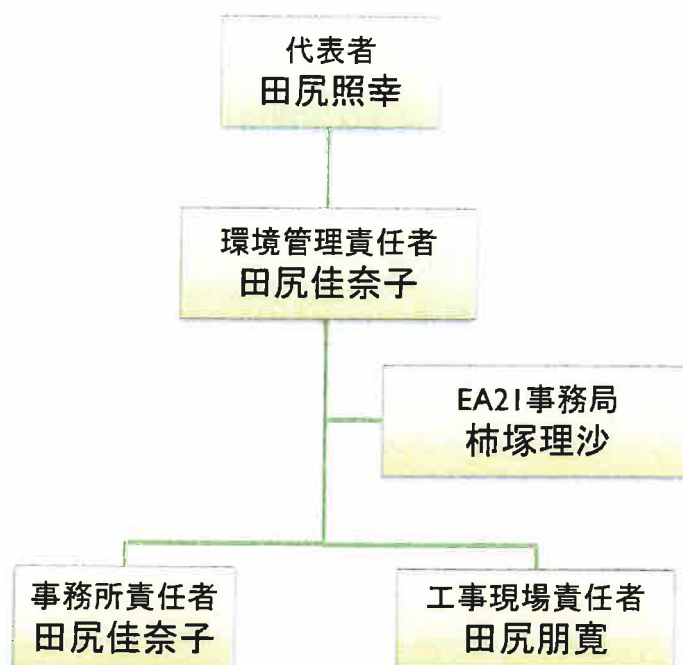 代表者
田尻照幸
環境管理責任者
田尻佳奈子
EA21事務局
柿塚理沙
事務所責任者
田尻佳奈子
工事現場責任者
田尻朋寛